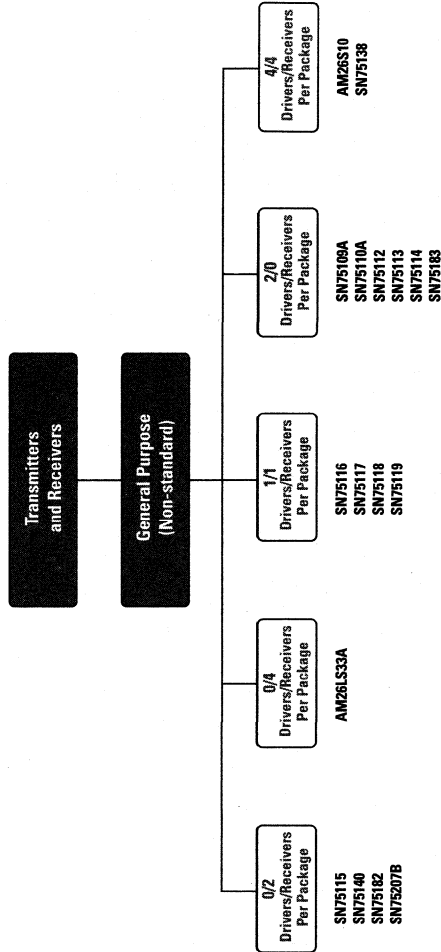 Transmitters
and Receivers
General Purpose
(Non-standard)
0/2
Drivers/Receivers
Per Package
SN75115
SN75140
SN75182
SN75207B
0/4
Drivers/Receivers
Per Package
AM26LS33A
1/1
Drivers/Receivers
Per Package
SN75116
SN75117
SN75118
SN75119
2/0
Drivers/Receivers
Per Package
SN75109A
SN75110A
SN75112
SN75113
SN75114
SN75183
4/4
Drivers/Receivers
Per Package
AM26S10
SN75138